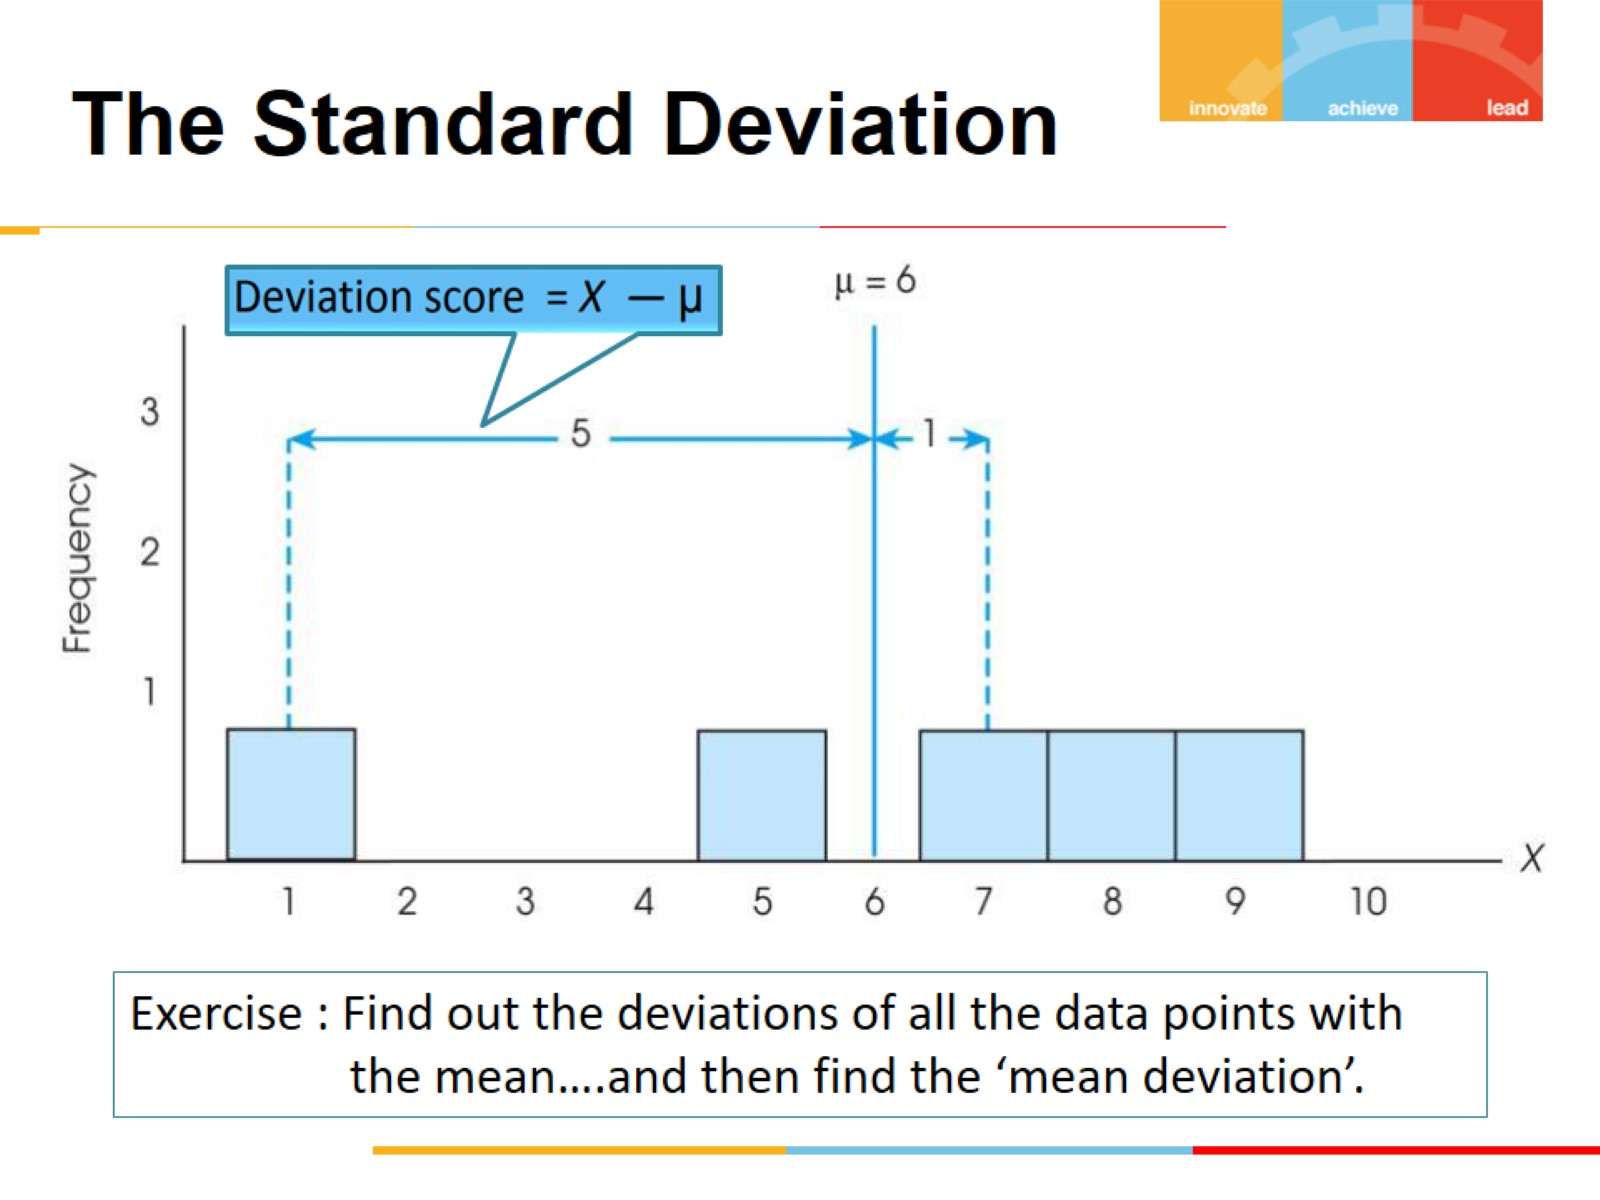 innovate achieve lead
The Standard Deviation
μ = 6
Deviation score = X — μ
3
5
1
2
Frequency
1
X
1 2 3 4 5 6 7 8 9 10
Exercise : Find out the deviations of all the data points with
the mean....and then find the ‘mean deviation’.